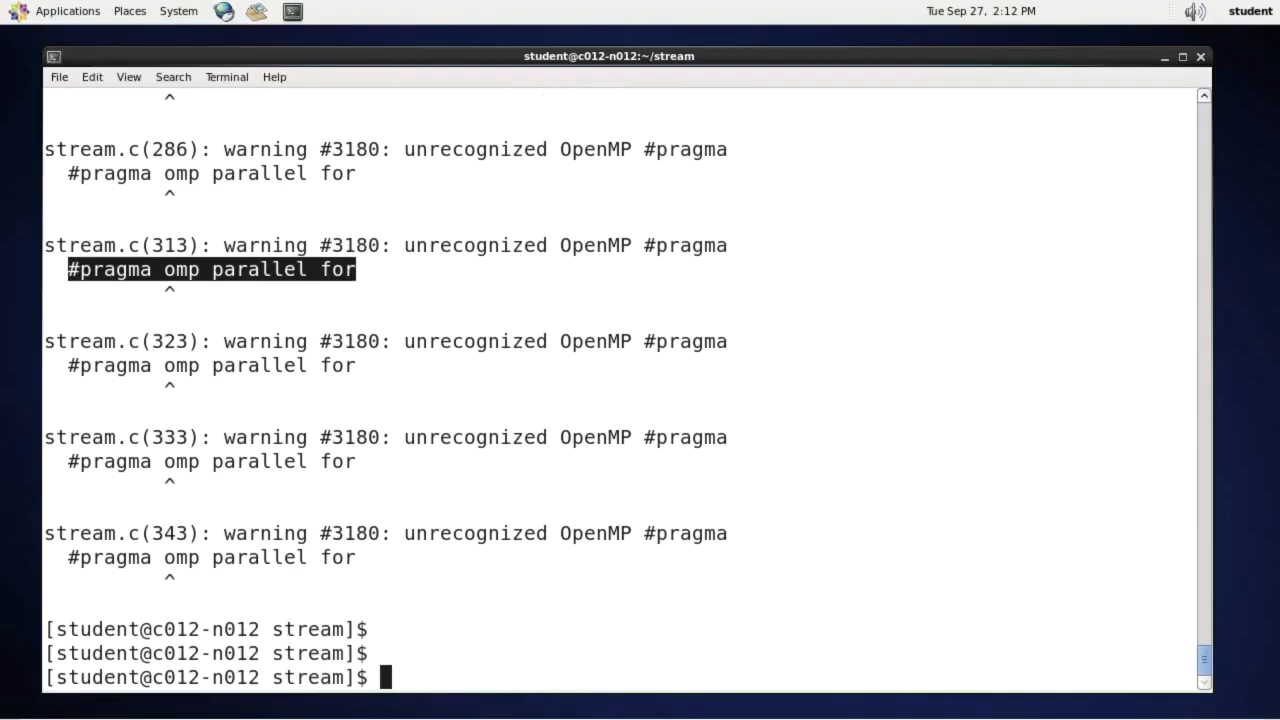 Applications Places System Tue Sep 27, 2:12 PM student
student@c012-n012:~/stream
File Edit View Search Terminal Help
^
stream.c(286): warning #3180: unrecognized OpenMP #pragma
#pragma omp parallel for
^
stream.c(313): warning #3180: unrecognized OpenMP #pragma
#pragma omp parallel for
^
stream.c(323): warning #3180: unrecognized OpenMP #pragma
#pragma omp parallel for
^
stream.c(333): warning #3180: unrecognized OpenMP #pragma
#pragma omp parallel for
^
stream.c(343): warning #3180: unrecognized OpenMP #pragma
#pragma omp parallel for
^
[student@c012-n012 stream]$
[student@c012-n012 stream]$
[student@c012-n012 stream]$